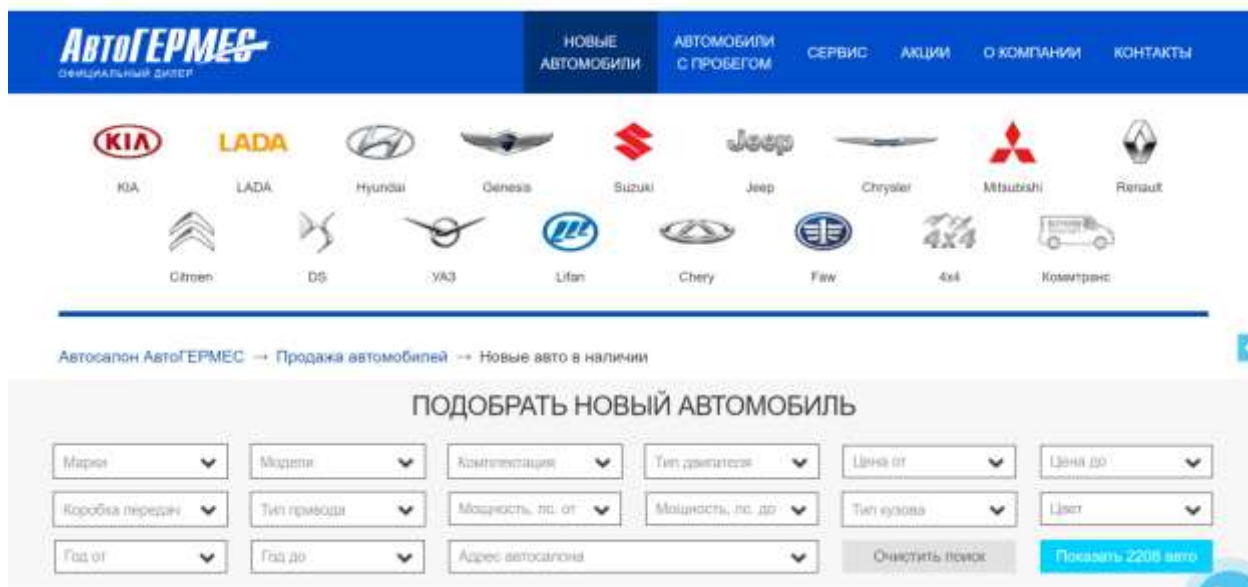 АвтоГЕРМЕС
ОФИЦИАЛЬНЫЙ ДИЛЕР
НОВЫЕ
АВТОМОБИЛИ
АВТОМОБИЛИ
С ПРОБЕГОМ
СЕРВИС
АКЦИИ
О КОМПАНИИ
КОНТАКТЫ
KIA LADA Jeep
KIA LADA Hyundai Genesis Suzuki Jeep Chrysler Mitsubishi Renault
4x4
Citroen DS УАЗ Lifan Chery Faw 4x4 Коммтранс
Автосалон АвтоГЕРМЕС → Продажа автомобилей → Новые авто в наличии
ПОДОБРАТЬ НОВЫЙ АВТОМОБИЛЬ
Марки Модели Комплектация Тип двигателя Цена от Цена до
Коробка передач Тип привода Мощность, лс. от Мощность, лс. до Тип кузова Цвет
Год от Год до Адрес автосалона Очистить поиск Показать 2208 авто